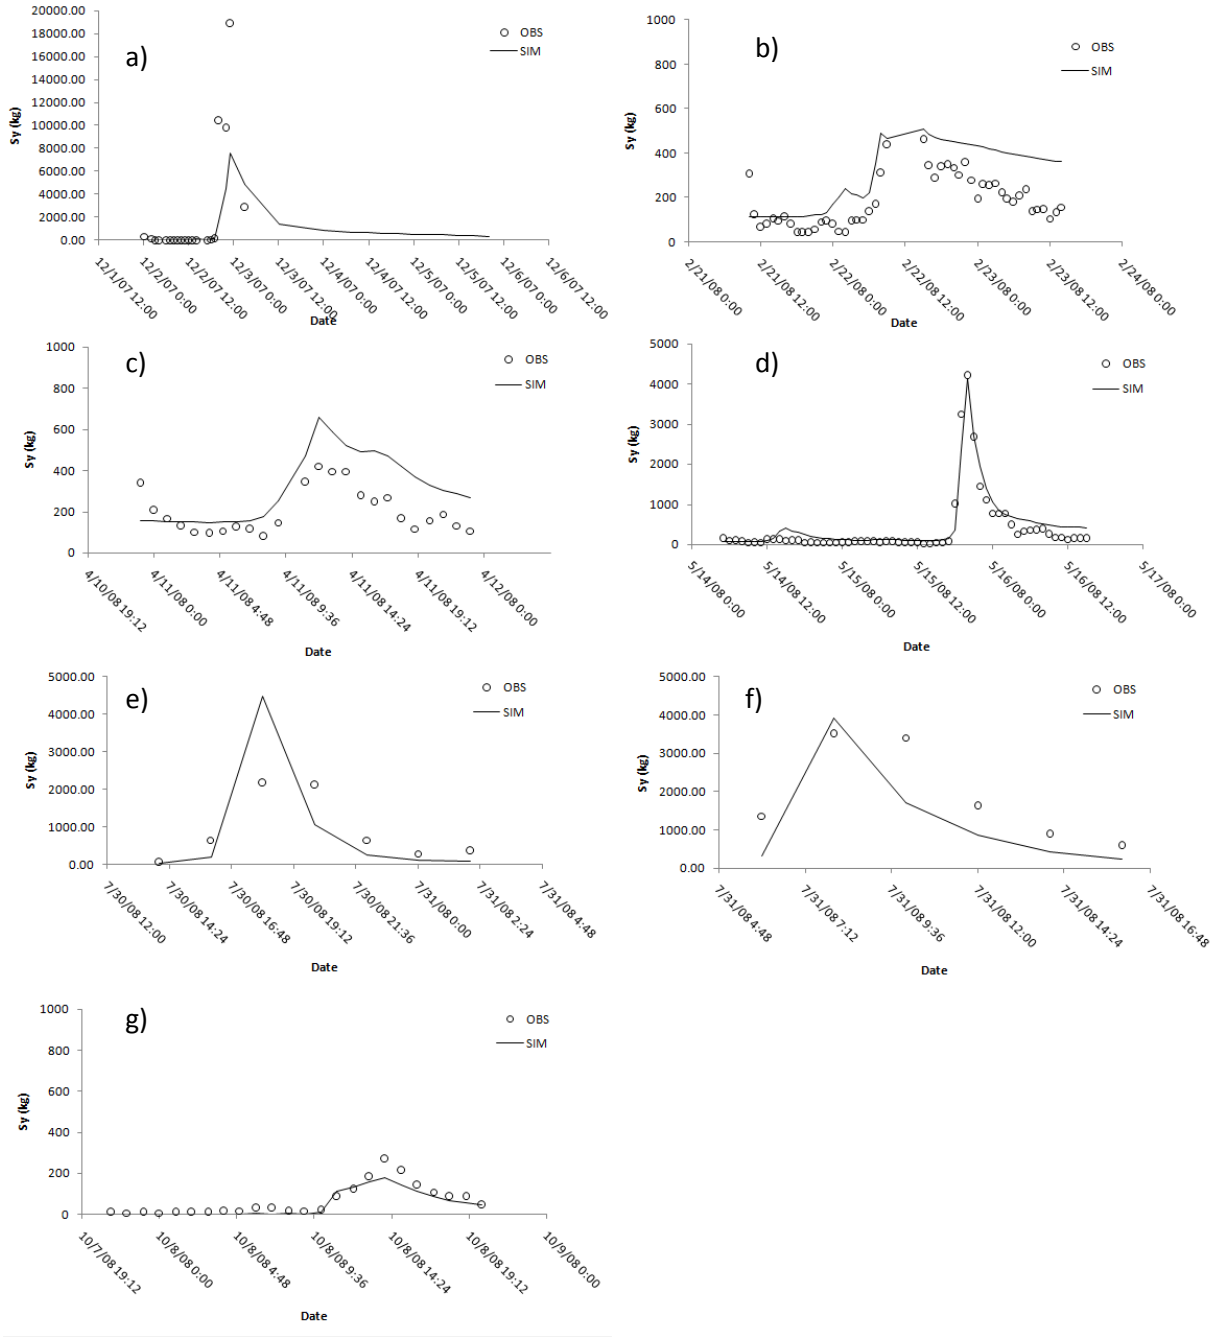 a)
20000.00
18000.00
16000.00
14000.00
12000.00
10000.00
8000.00
6000.00
4000.00
2000.00
0.00
Sy (kg)
OBS
SIM
12/1/07 12:00
12/2/07 0:00
12/2/07 12:00
12/3/07 0:00
12/3/07 12:00
12/4/07 0:00
12/4/07 12:00
12/5/07 0:00
12/5/07 12:00
12/6/07 0:00
12/6/07 12:00
Date
b)
1000
800
600
400
200
0
Sy (kg)
OBS
SIM
2/21/08 0:00
2/21/08 12:00
2/22/08 0:00
2/22/08 12:00
2/23/08 0:00
2/23/08 12:00
2/24/08 0:00
Date
c)
1000
800
600
400
200
0
Sy (kg)
OBS
SIM
4/10/08 19:12
4/11/08 0:00
4/11/08 4:48
4/11/08 9:36
4/11/08 14:24
4/11/08 19:12
4/12/08 0:00
Date
d)
5000
4000
3000
2000
1000
0
Sy (kg)
OBS
SIM
5/14/08 0:00
5/14/08 12:00
5/15/08 0:00
5/15/08 12:00
5/16/08 0:00
5/16/08 12:00
5/17/08 0:00
Date
e)
5000.00
4000.00
3000.00
2000.00
1000.00
0.00
Sy (kg)
OBS
SIM
7/30/08 12:00
7/30/08 14:24
7/30/08 16:48
7/30/08 19:12
7/30/08 21:36
7/31/08 0:00
7/31/08 2:24
7/31/08 4:48
Date
f)
5000.00
4000.00
3000.00
2000.00
1000.00
0.00
Sy (kg)
OBS
SIM
7/31/08 4:48
7/31/08 7:12
7/31/08 9:36
7/31/08 12:00
7/31/08 14:24
7/31/08 16:48
Date
g)
1000
800
600
400
200
0
Sy (kg)
OBS
SIM
10/7/08 19:12
10/8/08 0:00
10/8/08 4:48
10/8/08 9:36
10/8/08 14:24
10/8/08 19:12
10/9/08 0:00
Date